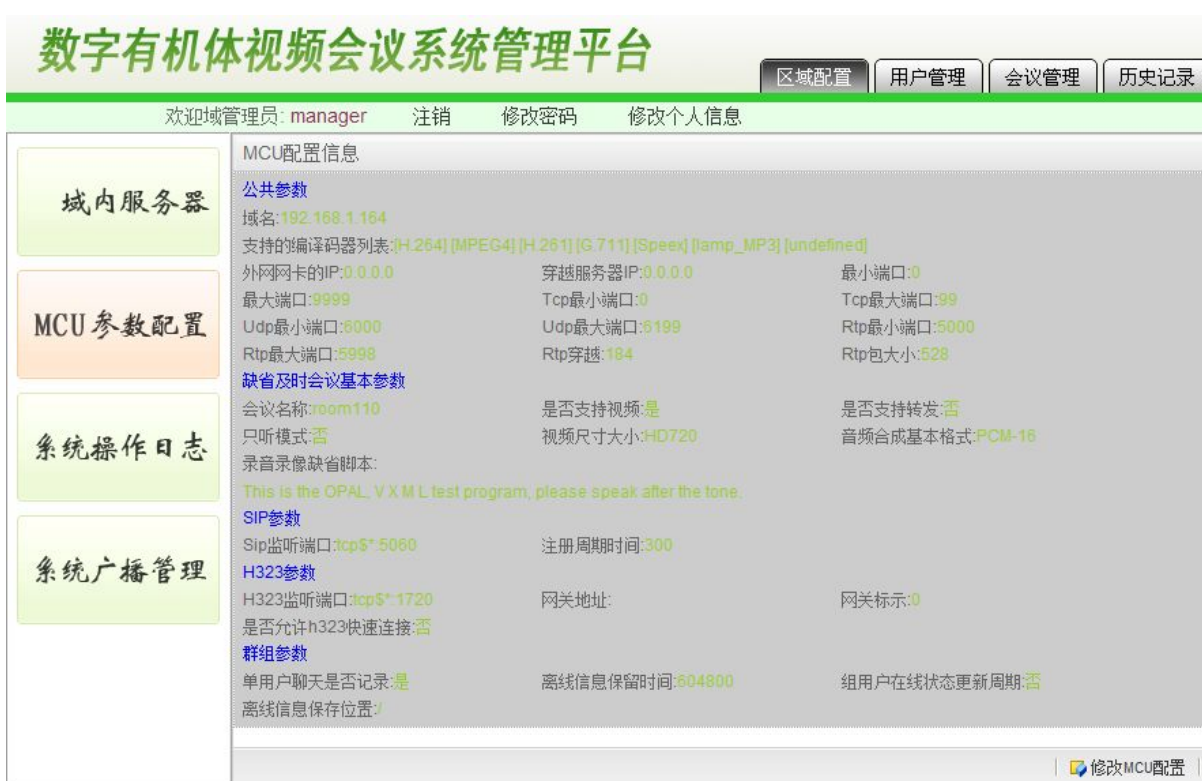 数字有机体视频会议系统管理平台
区域配置 用户管理 会议管理 历史记录
欢迎域管理员: manager 注销 修改密码 修改个人信息
域内服务器
MCU参数配置
系统操作日志
系统广播管理
MCU配置信息
公共参数
域名:192.168.1.164
支持的编译码器列表:[H.264] [MPEG4] [H.261] [G.711] [Speex] [lamp_MP3] [undefined]
外网网卡的IP:0.0.0.0 穿越服务器IP:0.0.0.0 最小端口:0
最大端口:9999 Tcp最小端口:0 Tcp最大端口:99
Udp最小端口:6000 Udp最大端口:6199 Rtp最小端口:5000
Rtp最大端口:5998 Rtp穿越:184 Rtp包大小:528
缺省及时会议基本参数
会议名称:room110 是否支持视频:是 是否支持转发:否
只听模式:否 视频尺寸大小:HD720 音频合成基本格式:PCM-16
录音录像缺省脚本:
This is the OPAL, V X M L test program, please speak after the tone.
SIP参数
Sip监听端口:tcp$*:5060 注册周期时间:300
H323参数
H323监听端口:tcp$*:1720 网关地址: 网关标示:0
是否允许h323快速连接:否
群组参数
单用户聊天是否记录:是 离线信息保留时间:604800 组用户在线状态更新周期:否
离线信息保存位置:/
修改MCU配置